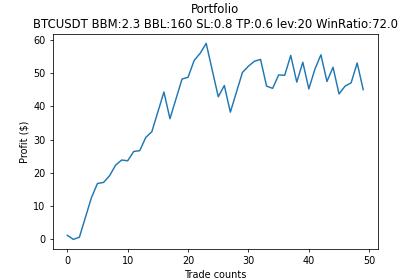 Portfolio
BTCUSDT BBM:2.3 BBL:160 SL:0.8 TP:0.6 lev:20 WinRatio:72.0
60
50
40
30
20
10
0
Profit ($)
0 10 20 30 40 50
Trade counts